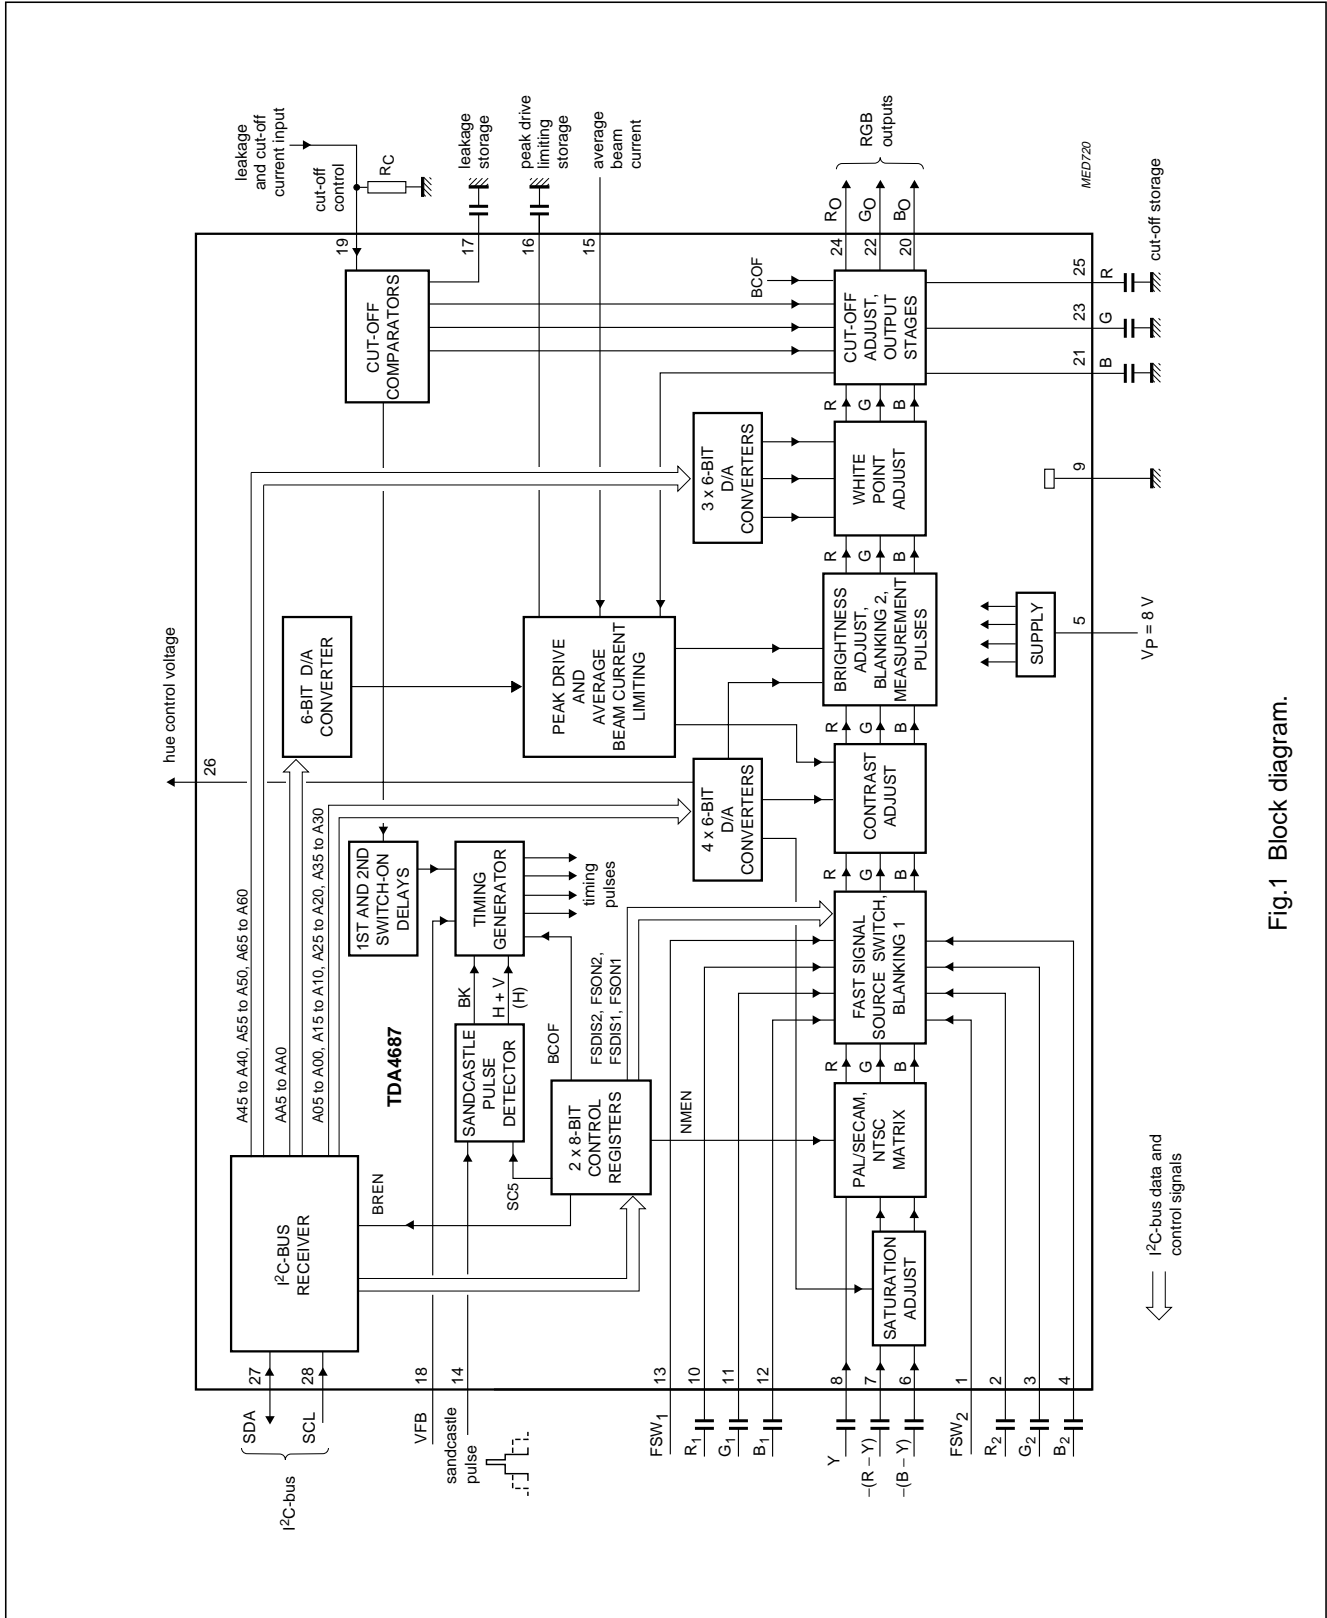 leakage
and cut-off
current input
cut-off
control
RC
leakage
storage
peak drive
limiting
storage
average
beam
current
RGB
outputs
RO
GO
BO
MED720
cut-off storage
19
17
16
15
24
22
20
25
R
23
G
21
B
9
5
VP = 8 V
hue control voltage
26
CUT-OFF
COMPARATORS
BCOF
CUT-OFF
ADJUST,
OUTPUT
STAGES
R
G
B
3 x 6-BIT
D/A
CONVERTERS
WHITE
POINT
ADJUST
R
G
B
6-BIT D/A
CONVERTER
PEAK DRIVE
AND
AVERAGE
BEAM CURRENT
LIMITING
BRIGHTNESS
ADJUST,
BLANKING 2,
MEASUREMENT
PULSES
SUPPLY
R
G
B
4 x 6-BIT
D/A
CONVERTERS
CONTRAST
ADJUST
R
G
B
A45 to A40, A55 to A50, A65 to A60
AA5 to AA0
A05 to A00, A15 to A10, A25 to A20, A35 to A30
1ST AND 2ND
SWITCH-ON
DELAYS
TIMING
GENERATOR
timing
pulses
FAST SIGNAL
SOURCE SWITCH,
BLANKING 1
TDA4687
BK
H + V
(H)
BCOF
FSDIS2, FSON2,
FSDIS1, FSON1
R
G
B
SANDCASTLE
PULSE
DETECTOR
2 x 8-BIT
CONTROL
REGISTERS
NMEN
PAL/SECAM,
NTSC
MATRIX
BREN
SC5
I2C-BUS
RECEIVER
SATURATION
ADJUST
I2C-bus data and
control signals
27
28
18
14
13
10
11
12
8
7
6
1
2
3
4
SDA
SCL
I2C-bus
VFB
sandcastle
pulse
FSW1
R1
G1
B1
Y
–(R – Y)
–(B – Y)
FSW2
R2
G2
B2
Fig.1 Block diagram.